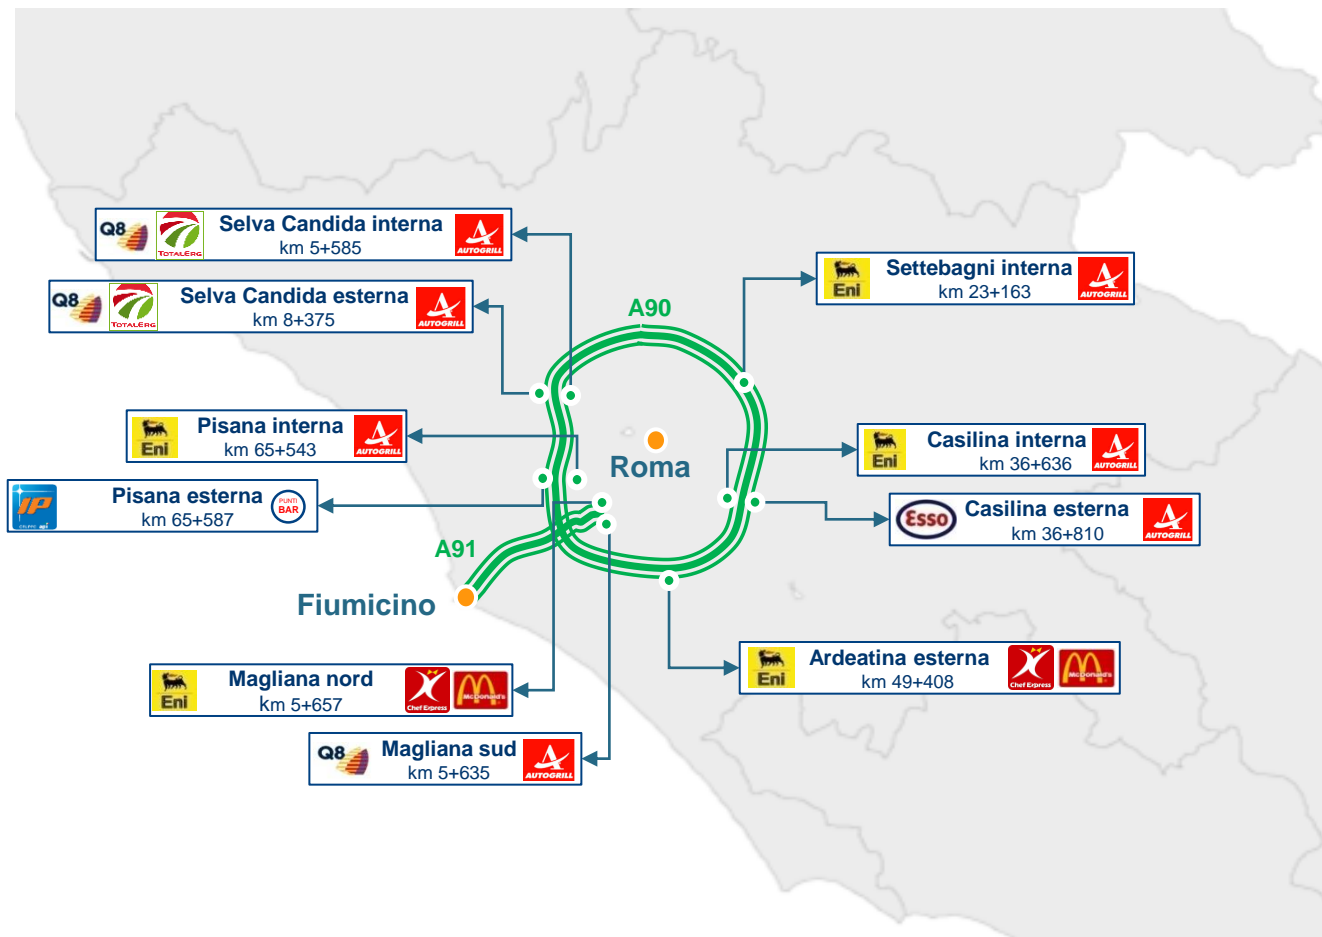 Q8
TOTALERG
Selva Candida interna
km 5+585
AUTOGRILL
Q8
TOTALERG
Selva Candida esterna
km 8+375
AUTOGRILL
Eni
Settebagni interna
km 23+163
AUTOGRILL
A90
Pisana interna
km 65+543
Eni
AUTOGRILL
Roma
Eni
Casilina interna
km 36+636
AUTOGRILL
IP
GRUPPO api
Pisana esterna
km 65+587
PUNTI
BAR
Esso
Casilina esterna
km 36+810
AUTOGRILL
A91
Fiumicino
Eni
Magliana nord
km 5+657
Chef Express
McDonald's
Eni
Ardeatina esterna
km 49+408
Chef Express
McDonald's
Q8
Magliana sud
km 5+635
AUTOGRILL